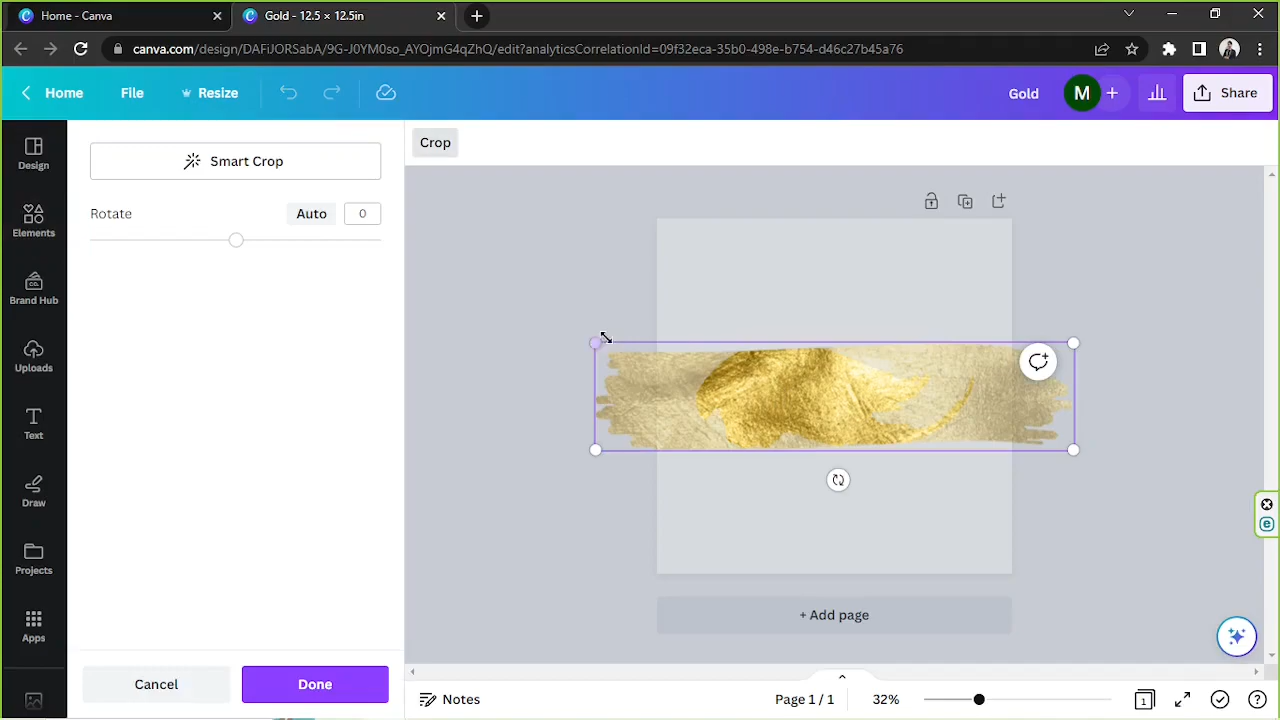 Home - Canva
Gold - 12.5 × 12.5in
canva.com/design/DAFiJORSabA/9G-J0YM0so_AYOjmG4qZhQ/edit?analyticsCorrelationId=09f32eca-35b0-498e-b754-d46c27b45a76
Home
File
Resize
Gold
M
Share
Design
Elements
Brand Hub
Uploads
Text
Draw
Projects
Apps
Smart Crop
Rotate
Auto
0
Cancel
Done
Crop
+ Add page
Notes
Page 1 / 1
32%
1